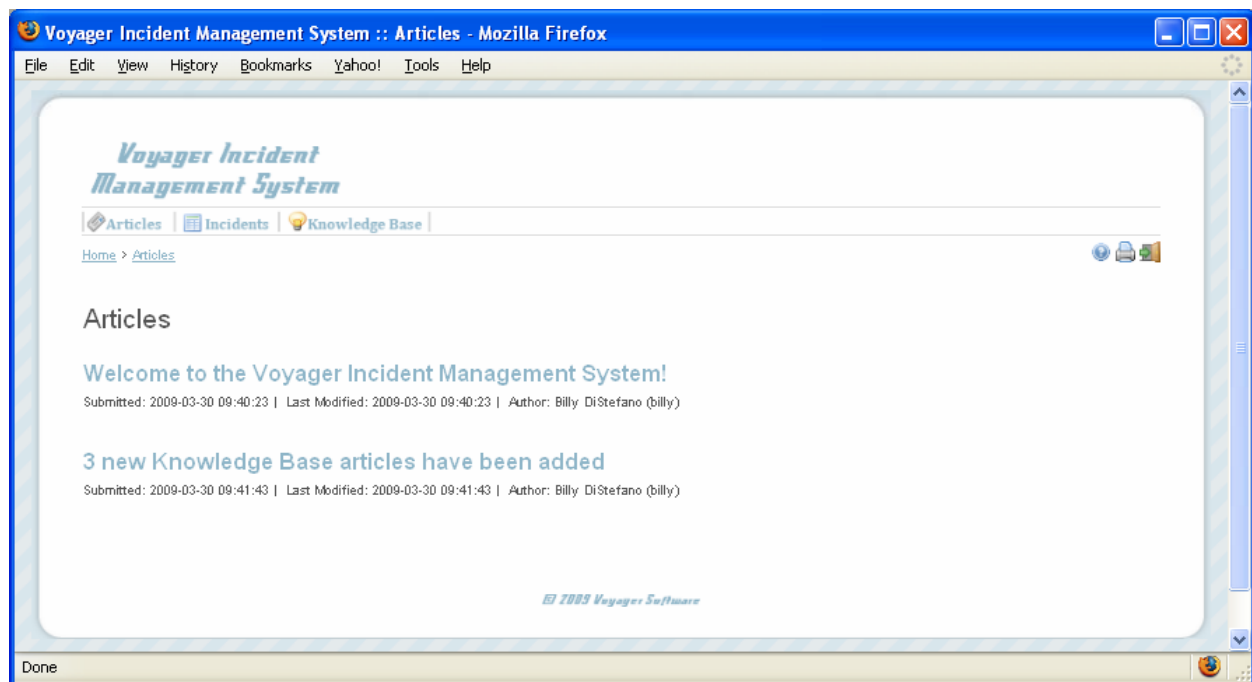 Voyager Incident Management System :: Articles - Mozilla Firefox
File Edit View History Bookmarks Yahoo! Tools Help
Voyager Incident
Management System
Articles Incidents Knowledge Base
Home > Articles
Articles
Welcome to the Voyager Incident Management System!
Submitted: 2009-03-30 09:40:23 | Last Modified: 2009-03-30 09:40:23 | Author: Billy DiStefano (billy)
3 new Knowledge Base articles have been added
Submitted: 2009-03-30 09:41:43 | Last Modified: 2009-03-30 09:41:43 | Author: Billy DiStefano (billy)
© 2009 Voyager Software
Done